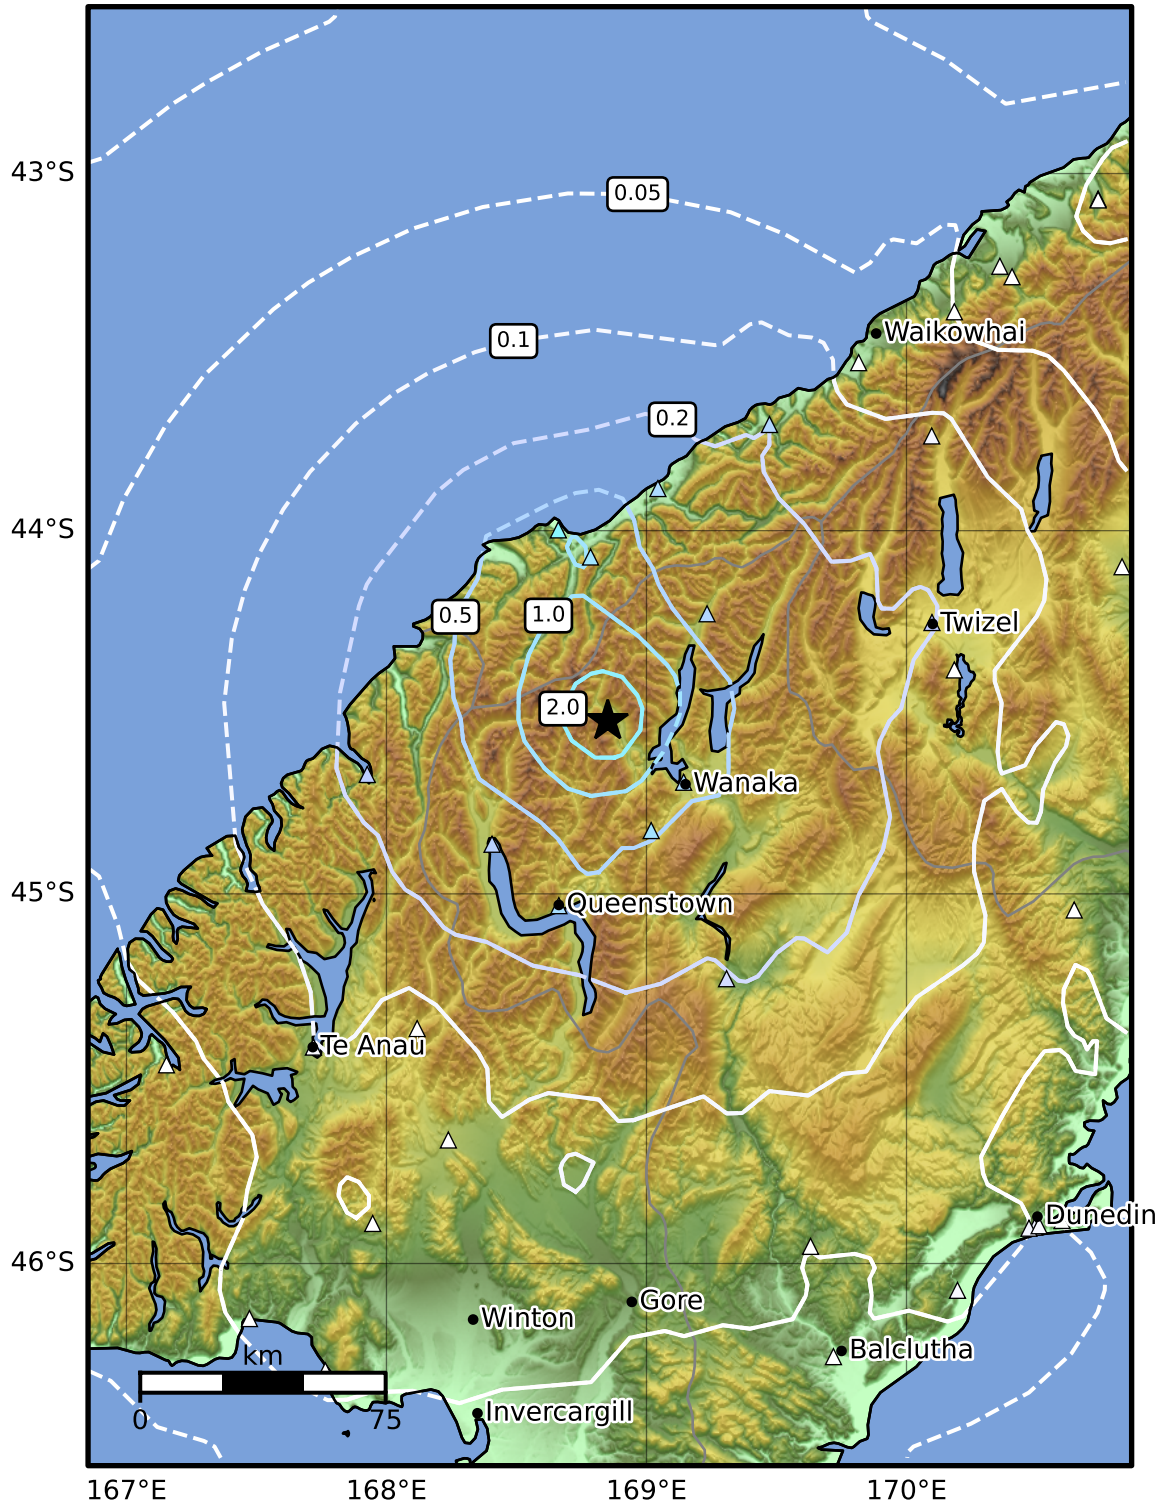 43°S
0.05
Waikowhai
0.1
0.2
44°S
0.5
1.0
Twizel
2.0
Wanaka
45°S
Queenstown
Te Anau
Dunedin
46°S
Gore
Winton
Balclutha
km
0
75
Invercargill
167°E
168°E
169°E
170°E